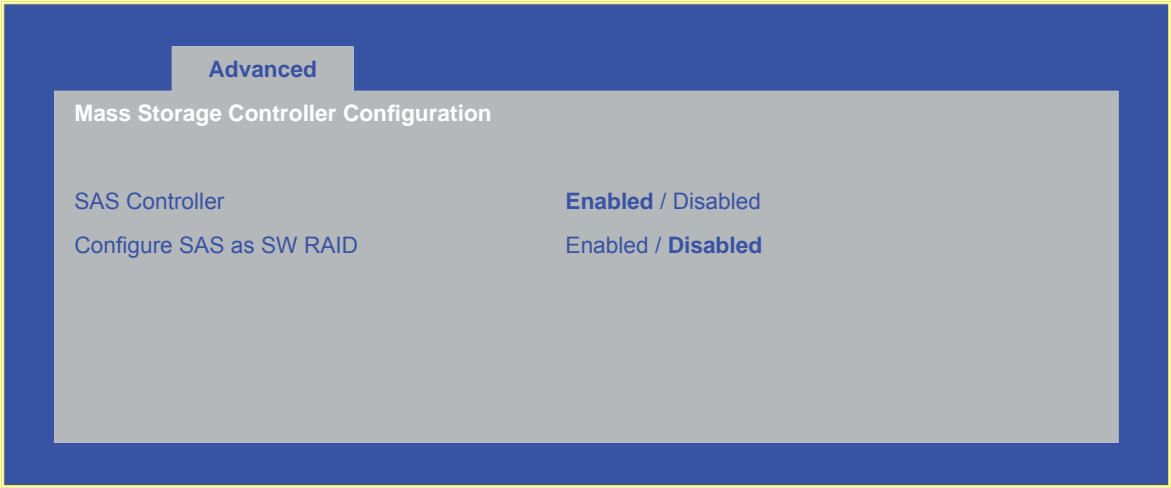 Advanced
Mass Storage Controller Configuration
SAS Controller Enabled / Disabled
Configure SAS as SW RAID Enabled / Disabled